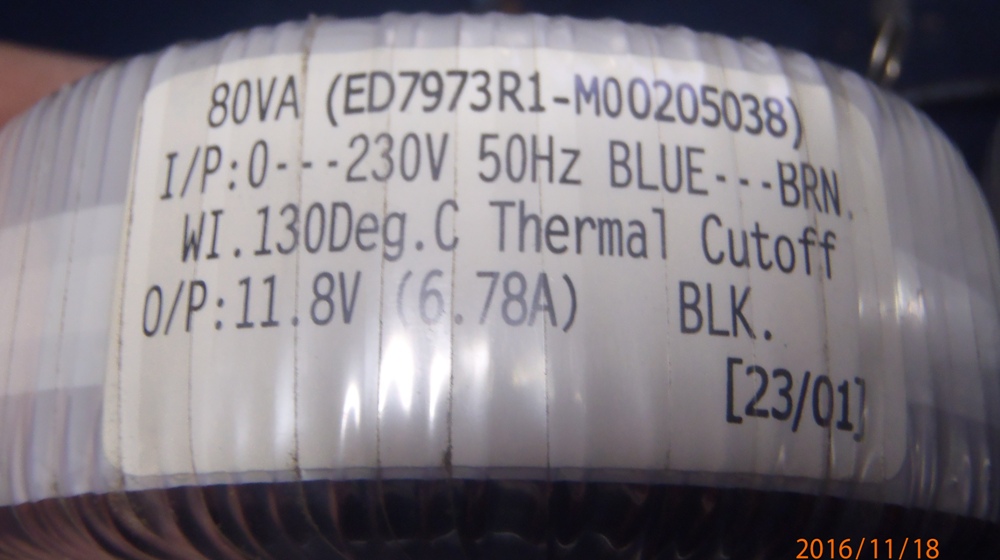 80VA (ED7973R1-M00205038)
I/P:0---230V 50Hz BLUE---BRN.
WI.130Deg.C Thermal Cutoff
O/P:11.8V (6.78A) BLK.
[23/01]
2016/11/18